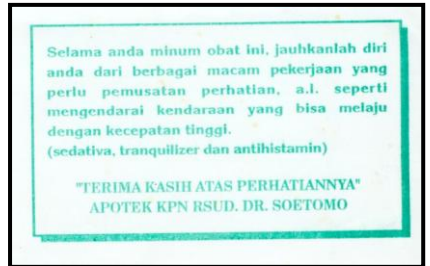 Selama anda minum obat ini, jauhkanlah diri
anda dari berbagai macam pekerjaan yang
perlu pemusatan perhatian, a.l. seperti
mengendarai kendaraan yang bisa melaju
dengan kecepatan tinggi.
(sedativa, tranquilizer dan antihistamin)
"TERIMA KASIH ATAS PERHATIANNYA"
APOTEK KPN RSUD. DR. SOETOMO